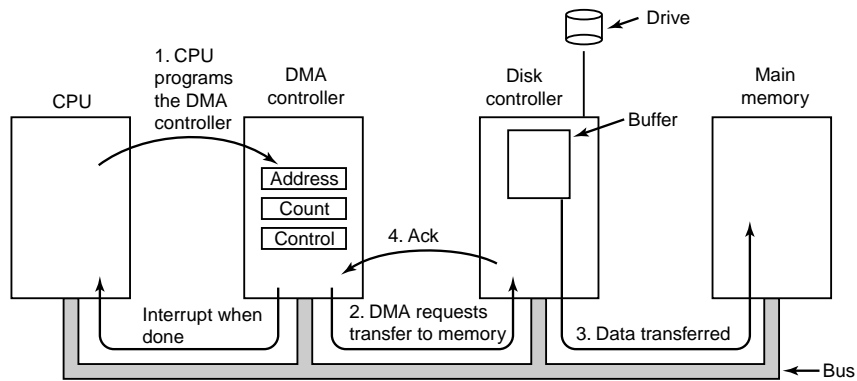 Drive
1. CPU
programs
the DMA
controller
DMA
controller
Disk
controller
Main
memory
CPU
Buffer
Address
Count
Control
4. Ack
Interrupt when
done
2. DMA requests
transfer to memory
3. Data transferred
Bus